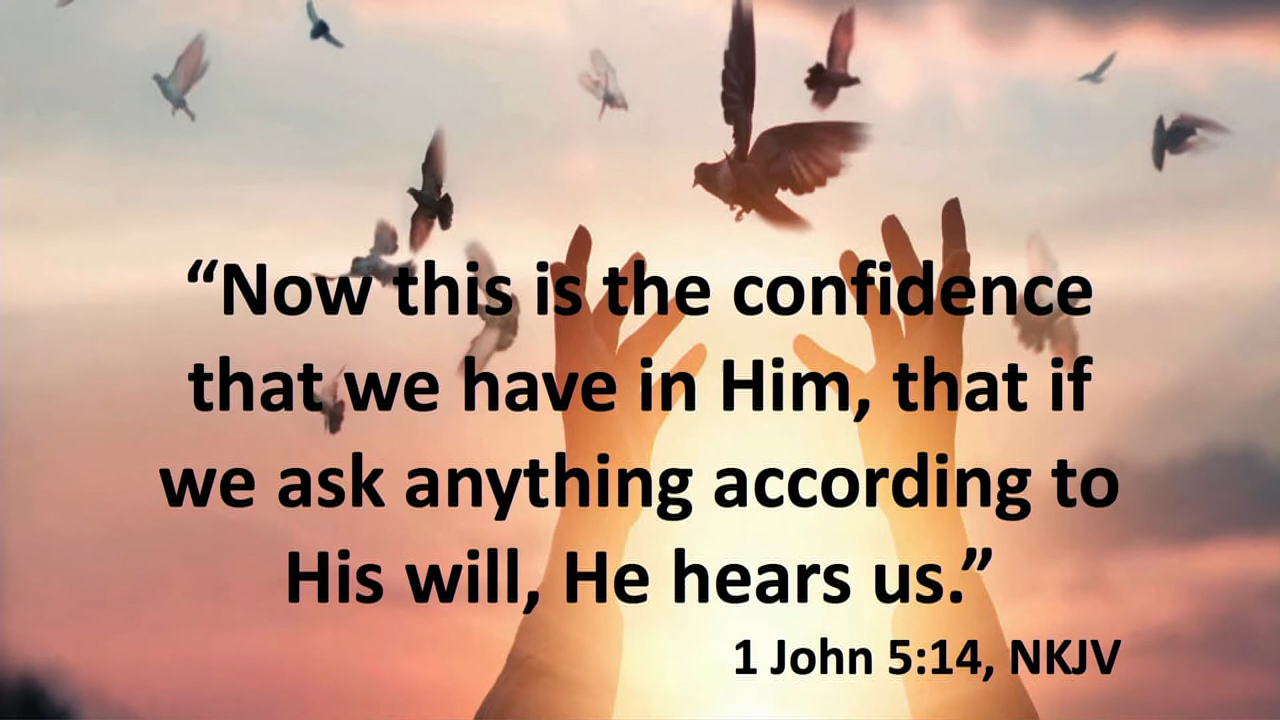 “Now this is the confidence
that we have in Him, that if
we ask anything according to
His will, He hears us.”
1 John 5:14, NKJV